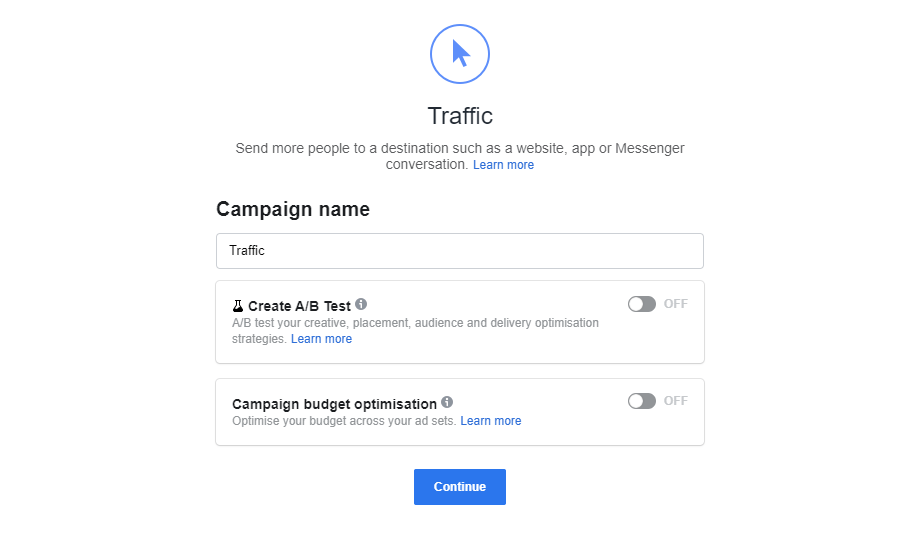 Traffic
Send more people to a destination such as a website, app or Messenger
conversation. Learn more
Campaign name
Traffic
Create A/B Test
OFF
A/B test your creative, placement, audience and delivery optimisation
strategies. Learn more
Campaign budget optimisation
OFF
Optimise your budget across your ad sets. Learn more
Continue